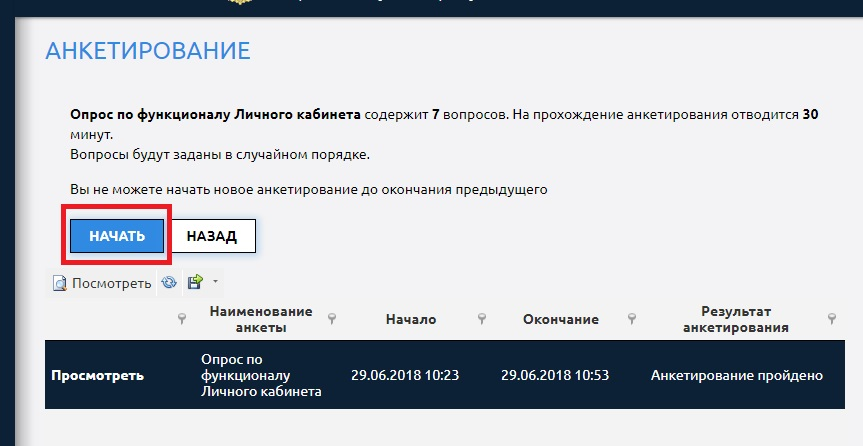 АНКЕТИРОВАНИЕ
Опрос по функционалу Личного кабинета содержит 7 вопросов. На прохождение анкетирования отводится 30
минут.
Вопросы будут заданы в случайном порядке.
Вы не можете начать новое анкетирование до окончания предыдущего
НАЧАТЬ НАЗАД
Посмотреть
Наименование анкеты Начало Окончание Результат анкетирования
Просмотреть Опрос по функционалу Личного кабинета 29.06.2018 10:23 29.06.2018 10:53 Анкетирование пройдено